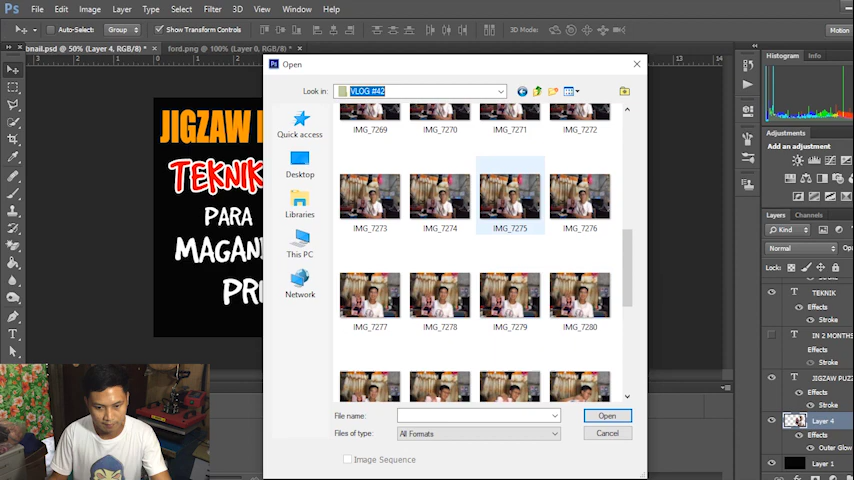 Ps File Edit Image Layer Type Select Filter 3D View Window Help
Auto-Select: Group Show Transform Controls 3D Mode: Motion
bnail.psd @ 50% (Layer 4, RGB/8) * × ford.png @ 100% (Layer 0, RGB/8) * ×
Ps Open
Look in: VLOG #42
Quick access
Desktop
Libraries
This PC
Network
IMG_7269 IMG_7270 IMG_7271 IMG_7272
IMG_7273 IMG_7274 IMG_7275 IMG_7276
IMG_7277 IMG_7278 IMG_7279 IMG_7280
File name: Open
Files of type: All Formats Cancel
Image Sequence
JIGZAW
TEKNIK
PARA
MAGAN
PR
Histogram Info
Adjustments
Add an adjustment
Layers Channels
Kind
Normal
Lock:
T TEKNIK
Effects
Stroke
T IN 2 MONTHS
Effects
Stroke
T JIGZAW PUZZ
Effects
Stroke
Layer 4
Effects
Outer Glow
Layer 1